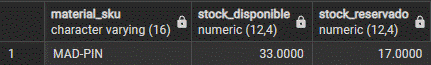 material_sku stock_disponible stock_reservado
character varying (16) numeric (12,4) numeric (12,4)
1 MAD-PIN 33.0000 17.0000